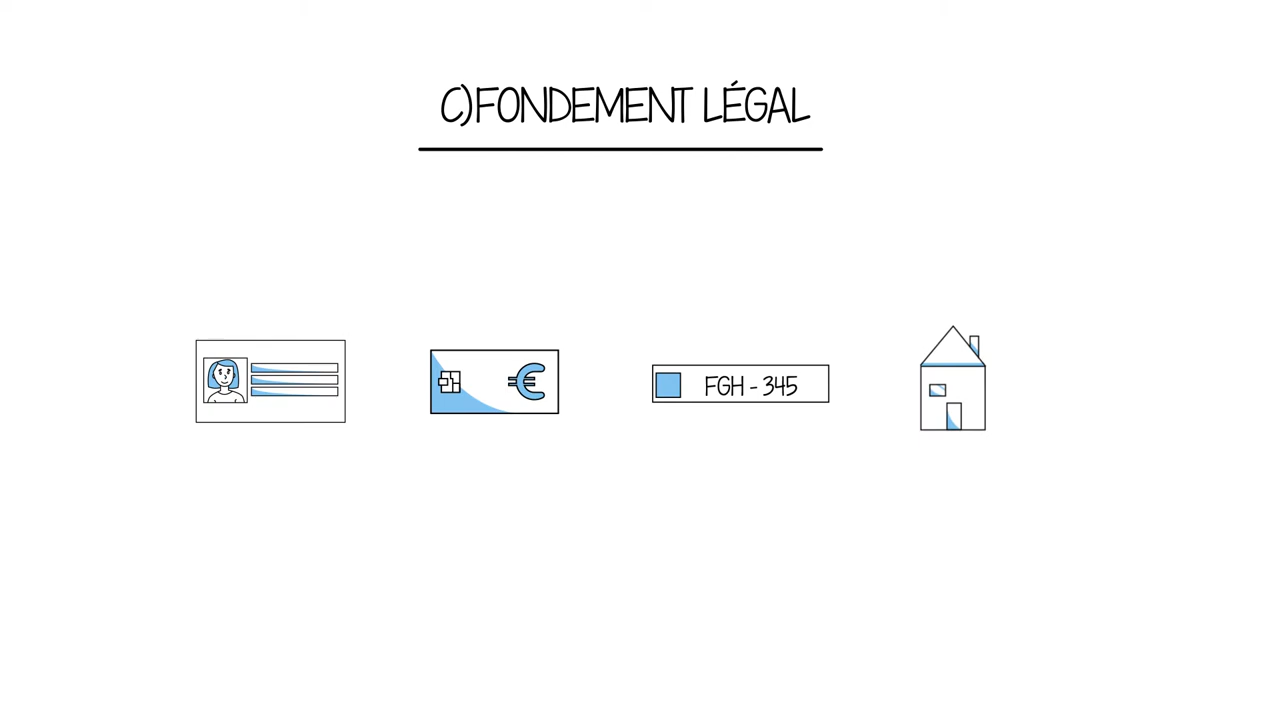 C)FONDEMENT LÉGAL
€
FGH - 345